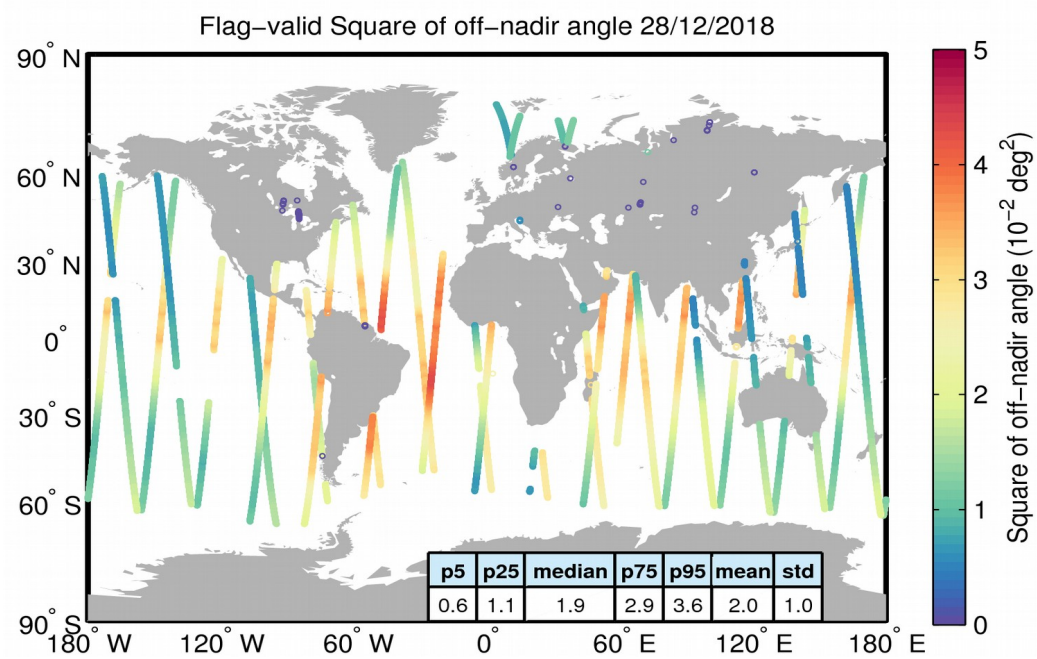 Flag−valid Square of off−nadir angle 28/12/2018
90° N
60° N
30° N
0°
30° S
60° S
90° S
180° W
120° W
60° W
0°
60° E
120° E
180° E
p5 p25 median p75 p95 mean std
0.6 1.1 1.9 2.9 3.6 2.0 1.0
5
4
3
2
1
0
Square of off−nadir angle (10⁻² deg²)